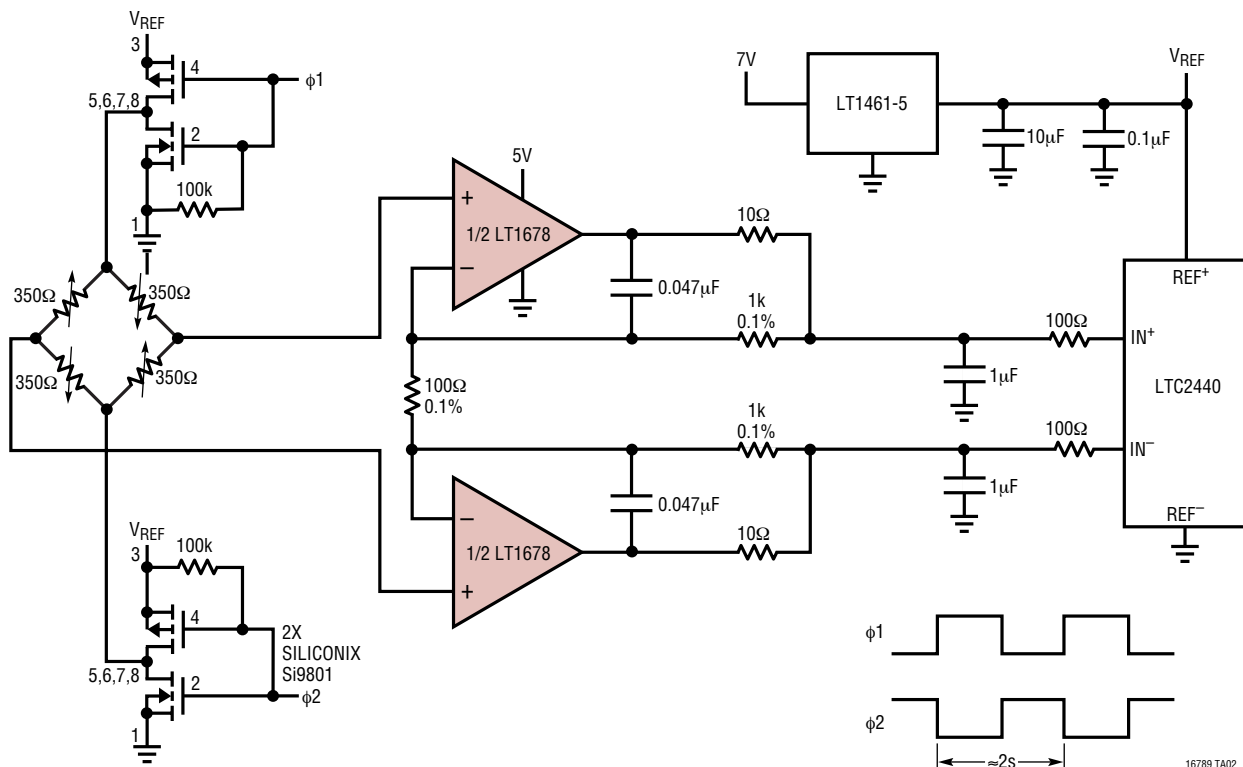 VREF
3
4
ϕ1
5,6,7,8
2
100k
1
350Ω
350Ω
350Ω
350Ω
5V
+
1/2 LT1678
–
10Ω
0.047µF
1k
0.1%
100Ω
0.1%
1k
0.1%
0.047µF
–
1/2 LT1678
+
10Ω
7V
LT1461-5
VREF
10µF
0.1µF
REF+
100Ω
IN+
1µF
LTC2440
100Ω
IN–
1µF
REF–
VREF
3
100k
4
2X
SILICONIX
Si9801
5,6,7,8
2
ϕ2
1
ϕ1
ϕ2
≈2s
16789 TA02